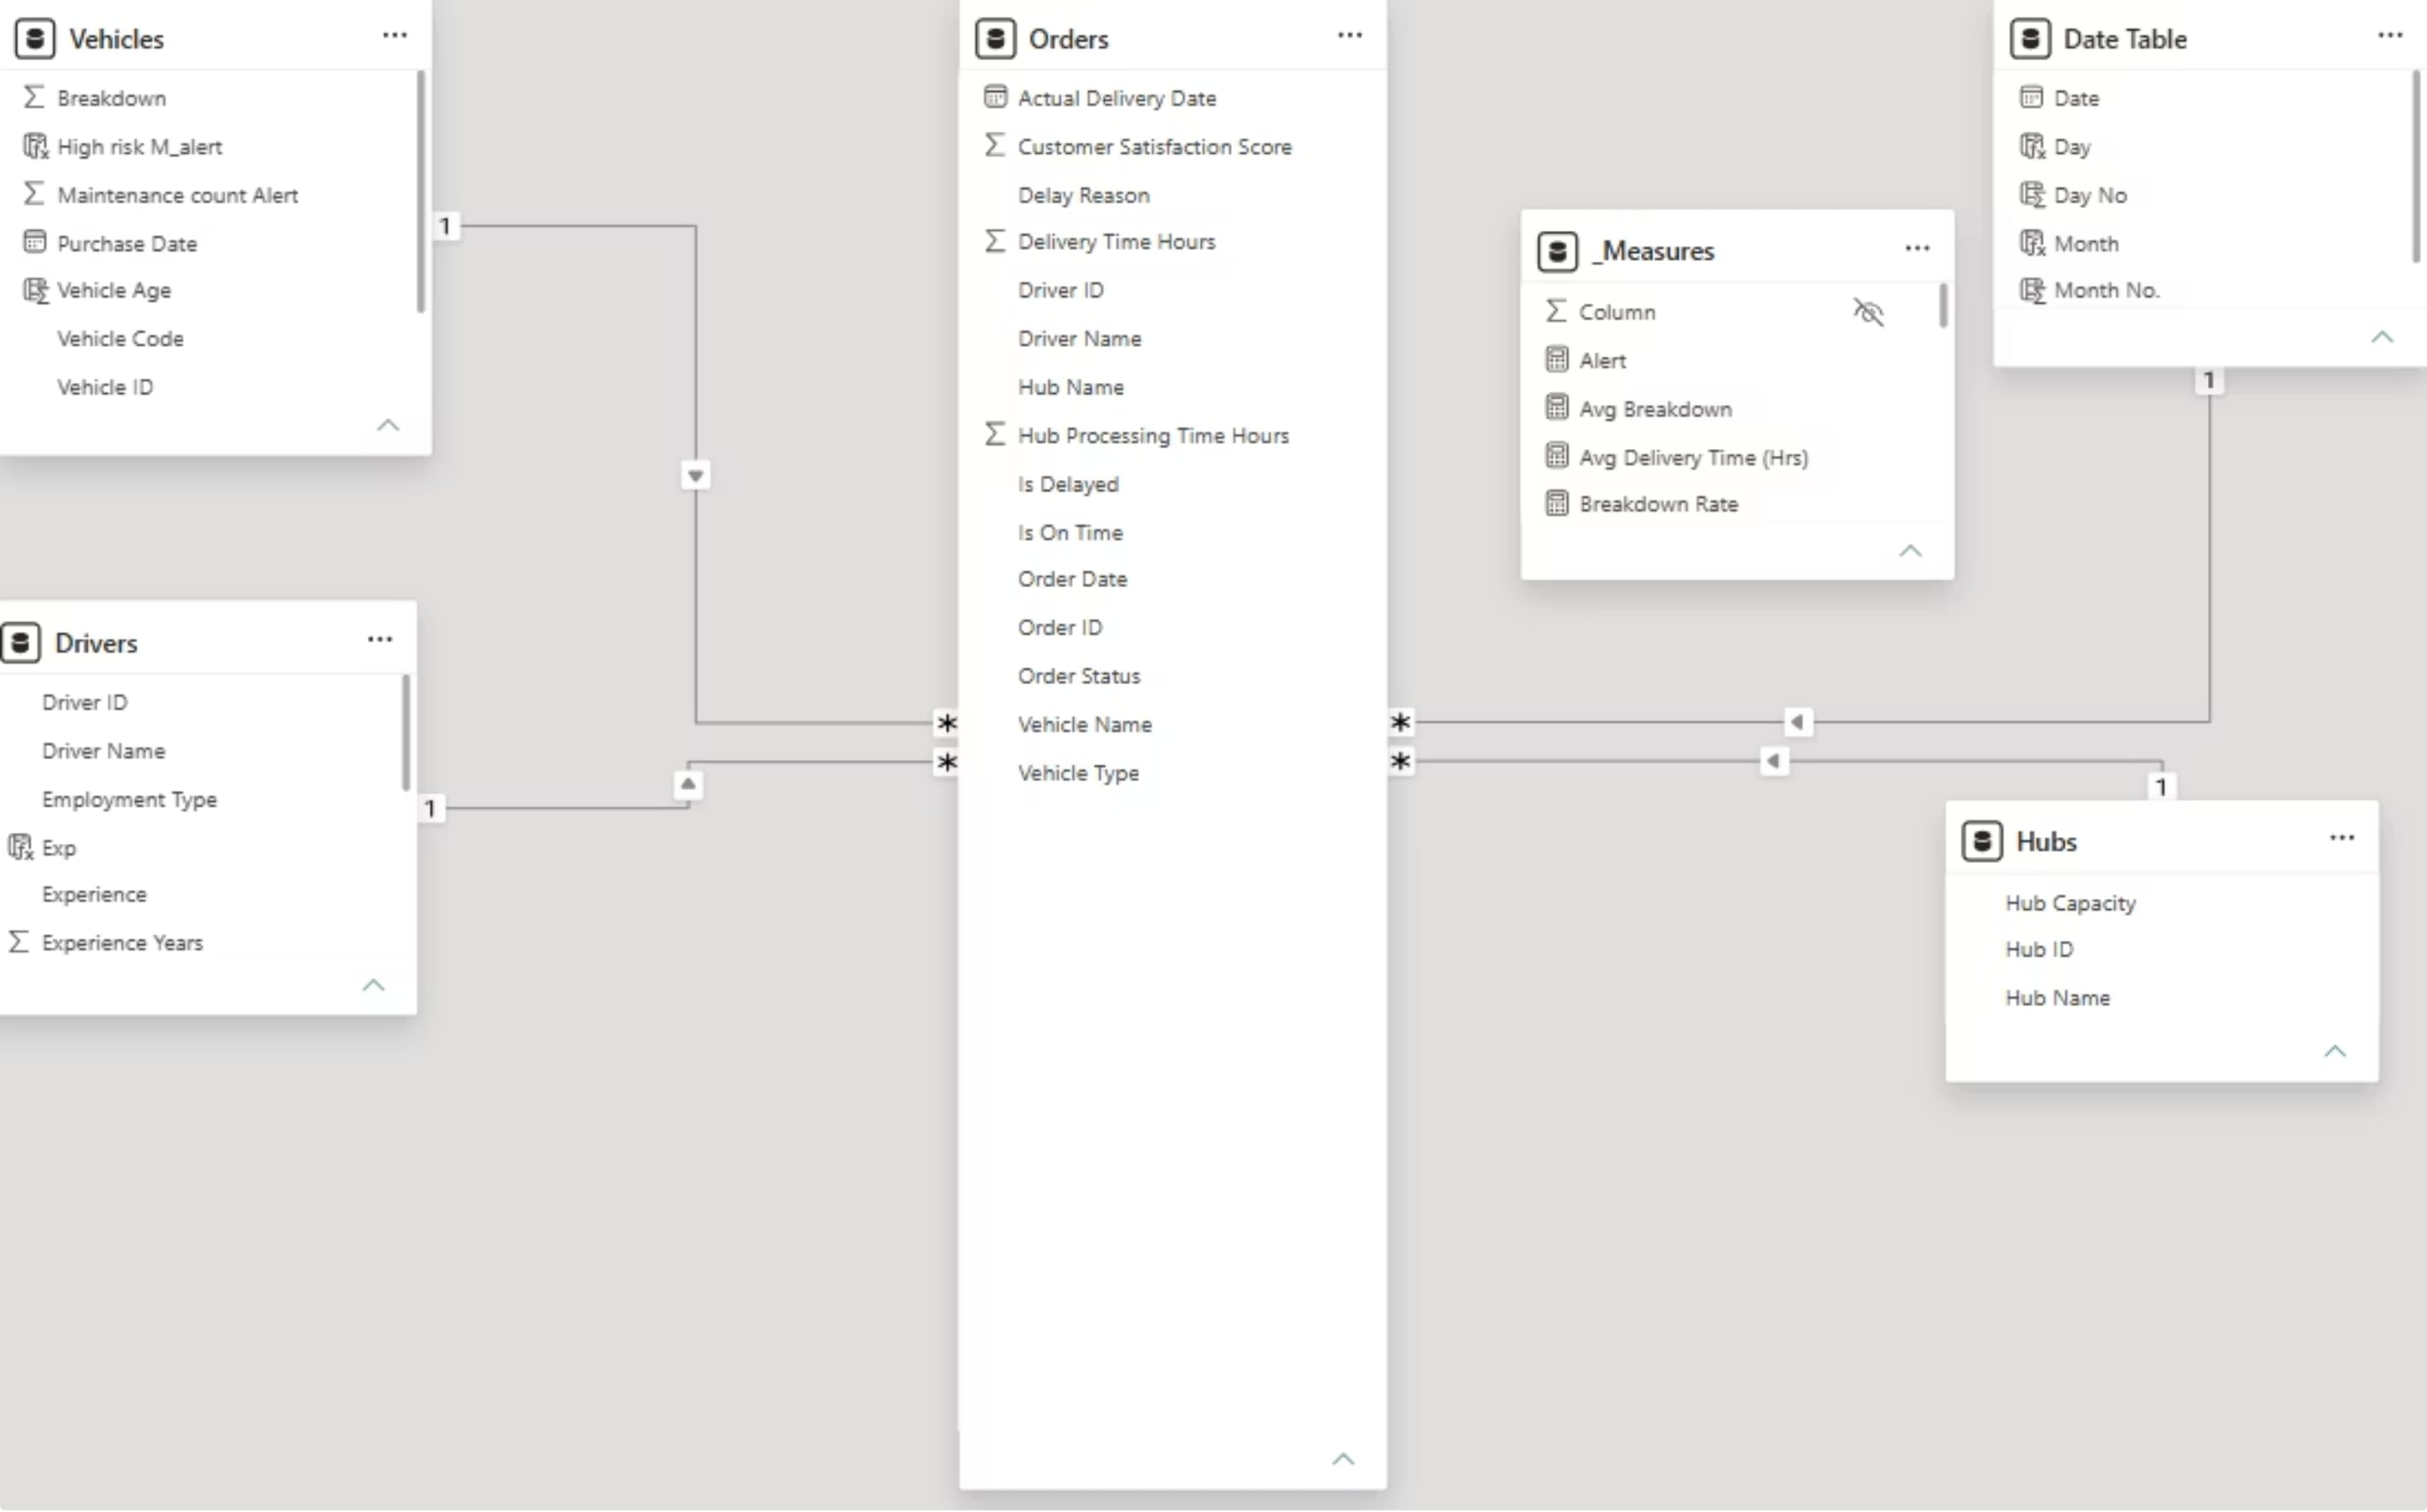 Vehicles
Breakdown
High risk M_alert
Maintenance count Alert
Purchase Date
Vehicle Age
Vehicle Code
Vehicle ID
1
Drivers
Driver ID
Driver Name
Employment Type
Exp
Experience
Experience Years
1
Orders
Actual Delivery Date
Customer Satisfaction Score
Delay Reason
Delivery Time Hours
Driver ID
Driver Name
Hub Name
Hub Processing Time Hours
Is Delayed
Is On Time
Order Date
Order ID
Order Status
Vehicle Name
Vehicle Type
*
*
*
*
_Measures
Column
Alert
Avg Breakdown
Avg Delivery Time (Hrs)
Breakdown Rate
Date Table
Date
Day
Day No
Month
Month No.
1
1
Hubs
Hub Capacity
Hub ID
Hub Name